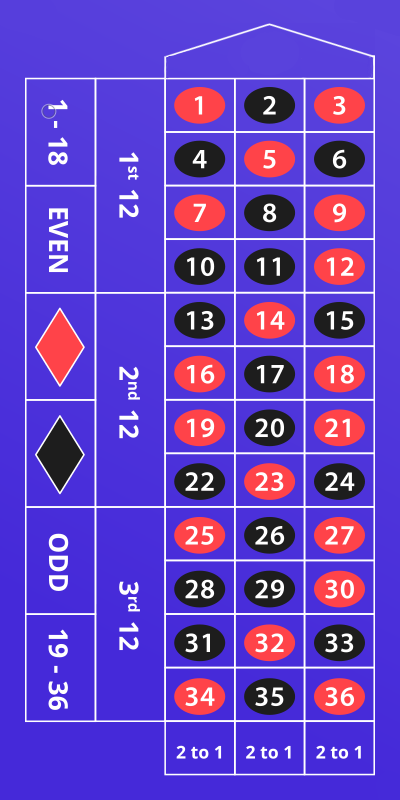 1 - 18
EVEN
ODD
19 - 36
1st 12
2nd 12
3rd 12
1 2 3
4 5 6
7 8 9
10 11 12
13 14 15
16 17 18
19 20 21
22 23 24
25 26 27
28 29 30
31 32 33
34 35 36
2 to 1 2 to 1 2 to 1